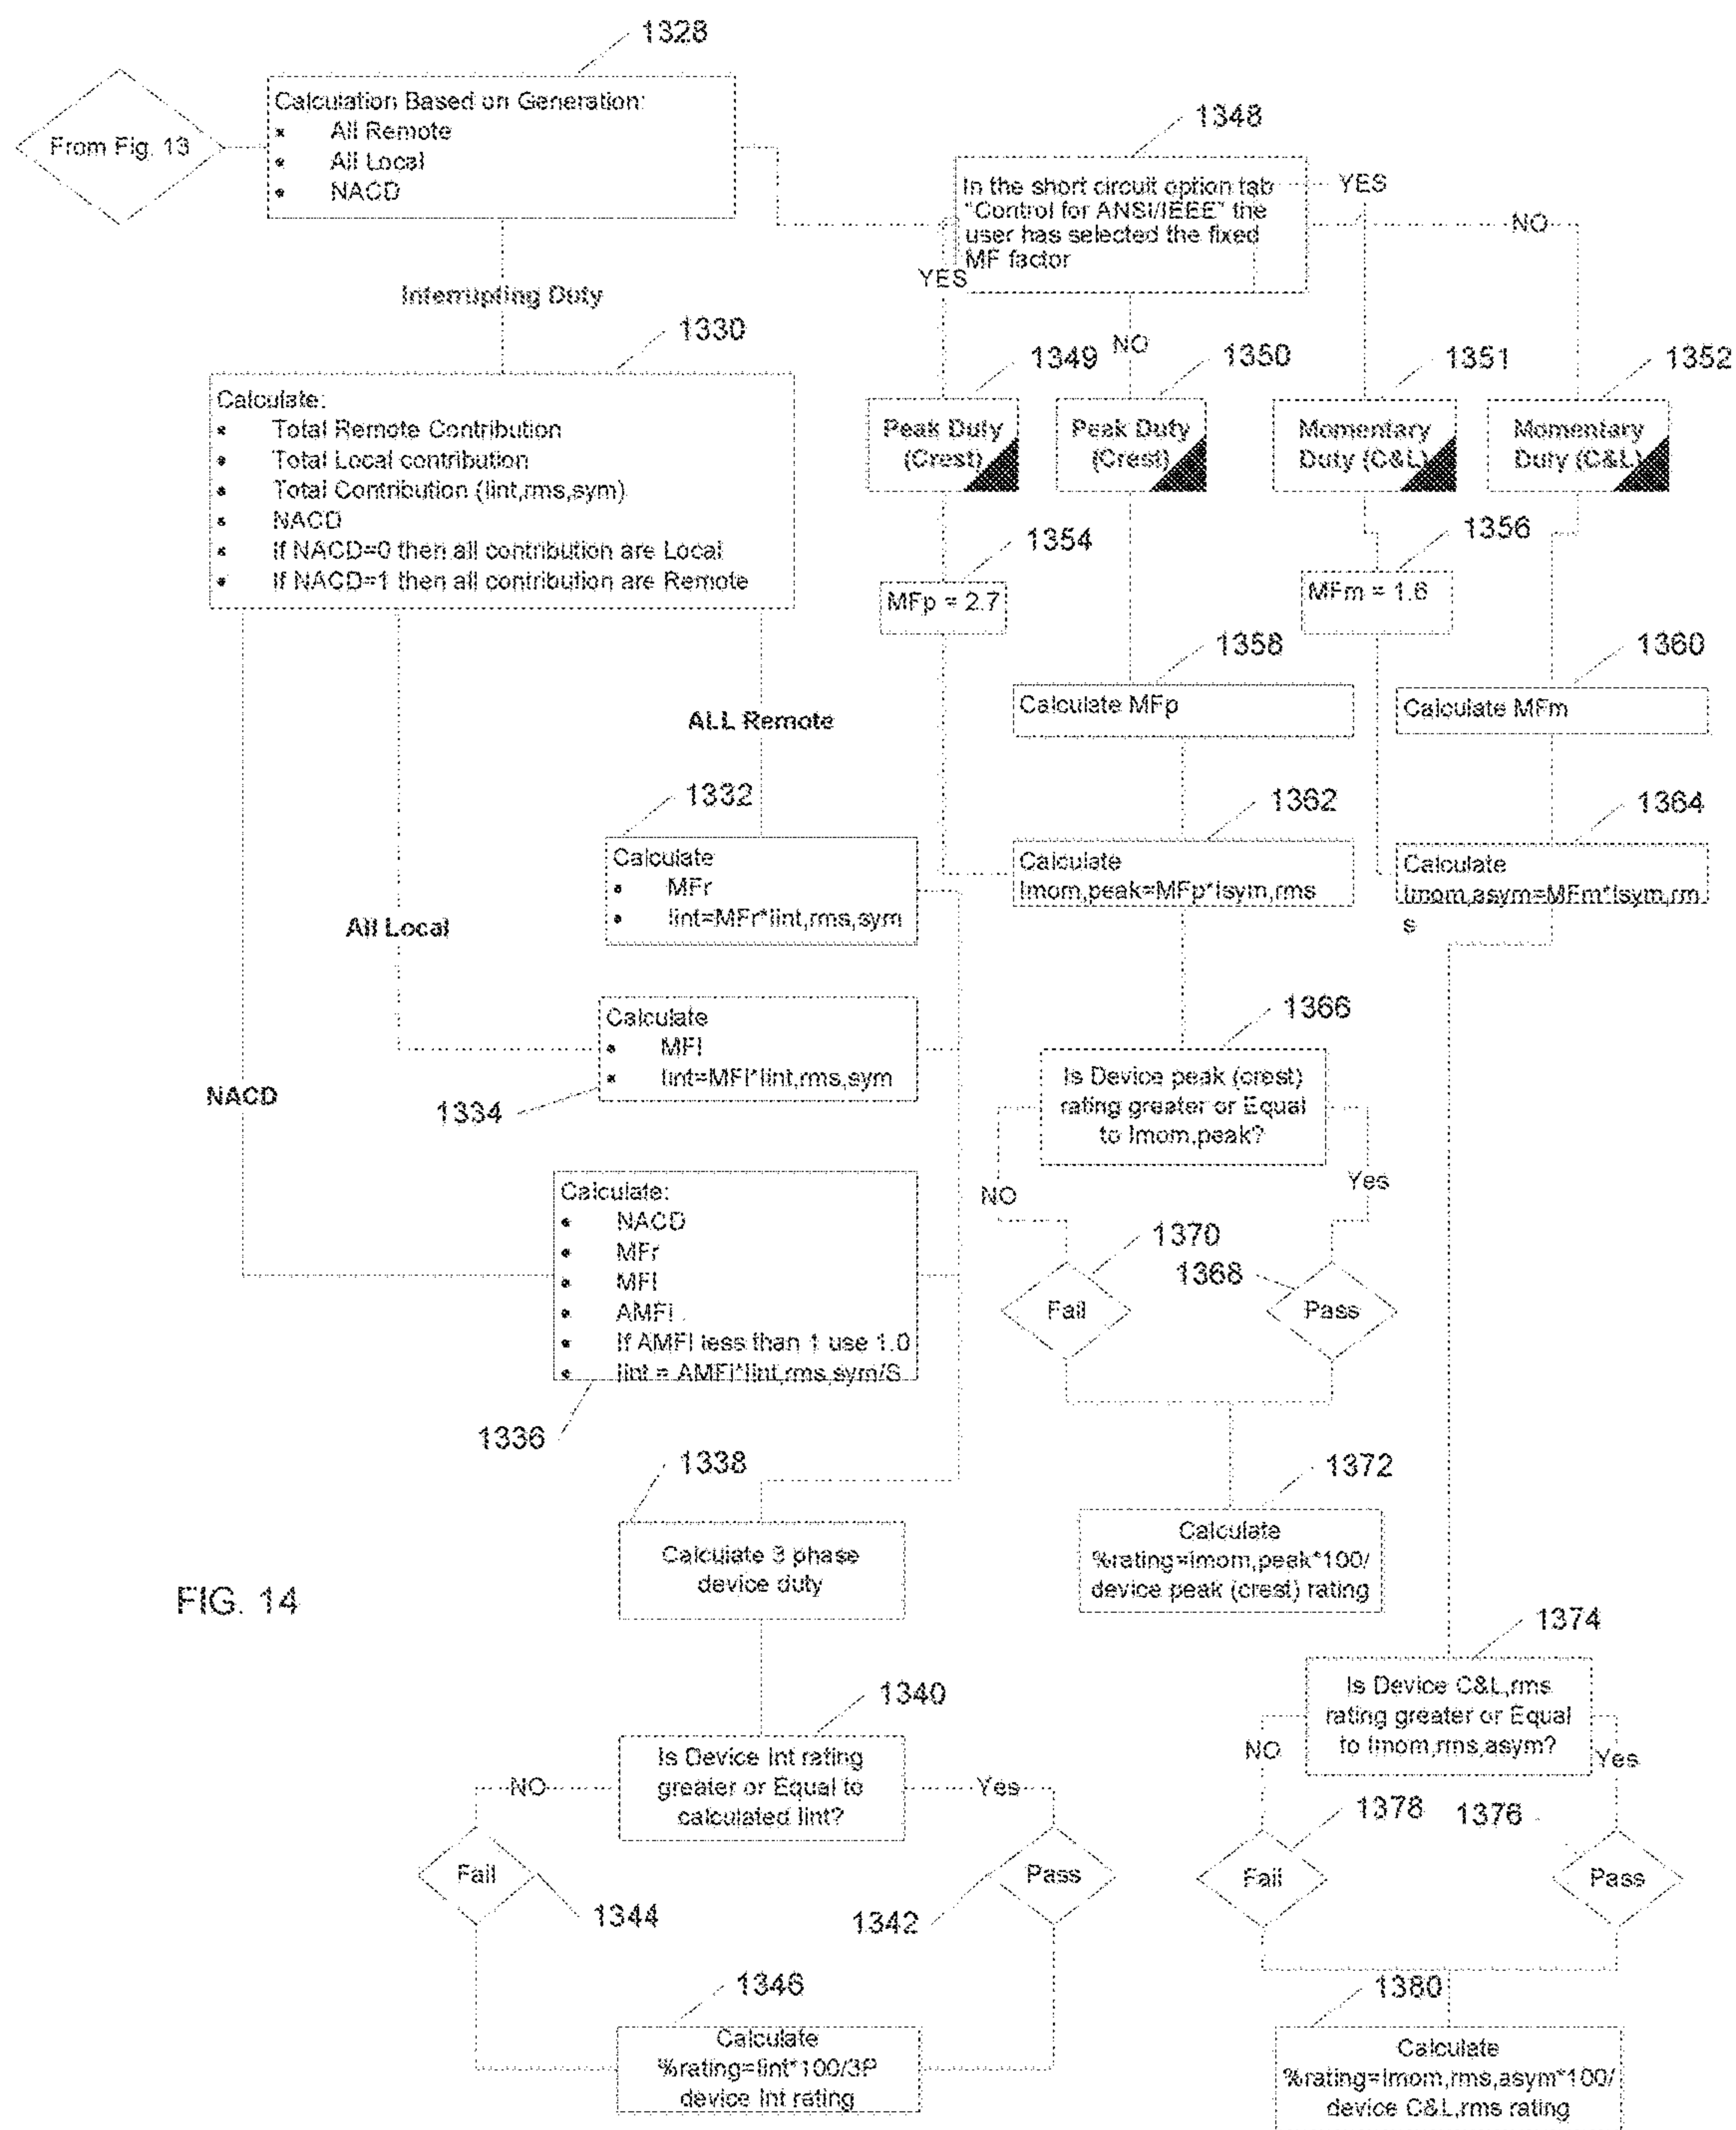 1328
From Fig. 13
Calculation Based on Generation:
All Remote
All Local
NACD
Interrupting Duty
1330
Calculate:
Total Remote Contribution
Total Local contribution
Total Contribution (Iint,rms,sym)
NACD
If NACD=0 then all contribution are Local
If NACD=1 then all contribution are Remote
1348
In the short circuit option tab
"Control for ANSI/IEEE" the
user has selected the fixed
MF factor
YES
NO
YES
NO
1349
1350
1351
1352
Peak Duty
(Crest)
Peak Duty
(Crest)
Momentary
Duty (C&L)
Momentary
Duty (C&L)
1354
MFp = 2.7
1356
MFm = 1.6
1358
Calculate MFp
1360
Calculate MFm
ALL Remote
1332
Calculate
MFr
Iint=MFr*Iint,rms,sym
1362
Calculate
Imom,peak=MFp*Isym,rms
1364
Calculate
Imom,asym=MFm*Isym,rm
s
All Local
Calculate
MFl
Iint=MFl*Iint,rms,sym
1334
NACD
Calculate:
NACD
MFr
MFl
AMFl
If AMFl less than 1 use 1.0
Iint = AMFl*Iint,rms,sym/S
1336
1366
Is Device peak (crest)
rating greater or Equal
to Imom,peak?
NO
Yes
1370
1368
Fail
Pass
1372
Calculate
%rating=Imom,peak*100/
device peak (crest) rating
1338
Calculate 3 phase
device duty
FIG. 14
1340
Is Device Int rating
greater or Equal to
calculated Iint?
NO
Yes
Fail
Pass
1344
1342
1346
Calculate
%rating=Iint*100/3P
device Int rating
1374
Is Device C&L,rms
rating greater or Equal
to Imom,rms,asym?
NO
Yes
1378
1376
Fail
Pass
1380
Calculate
%rating=Imom,rms,asym*100/
device C&L,rms rating